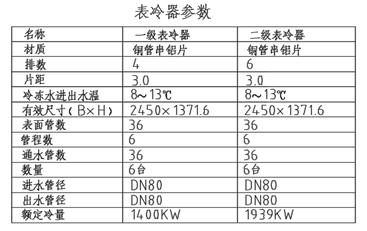 表冷器参数
名称 一级表冷器 二级表冷器
材质 铜管串铝片 铜管串铝片
排数 4 6
片距 3.0 3.0
冷冻水进出水温 8～13℃ 8～13℃
有效尺寸(B×H) 2450×1371.6 2450×1371.6
表面管数 36 36
管程数 6 6
通水管数 36 36
数量 6台 6台
进水管径 DN80 DN80
出水管径 DN80 DN80
额定冷量 1400KW 1939KW